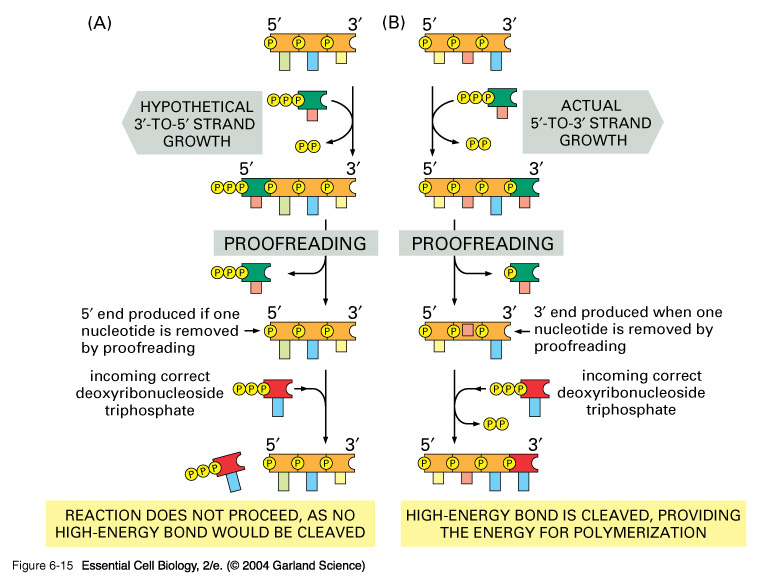 (A)
5′ 3′
P P P
HYPOTHETICAL
3′-TO-5′ STRAND
GROWTH
P P P
P P
5′ 3′
P P P P P P
PROOFREADING
P P P
5′ end produced if one
nucleotide is removed
by proofreading
5′ 3′
P P P
incoming correct
deoxyribonucleoside
triphosphate
P P P
5′ 3′
P P P
P P P
REACTION DOES NOT PROCEED, AS NO
HIGH-ENERGY BOND WOULD BE CLEAVED
(B)
5′ 3′
P P P
ACTUAL
5′-TO-3′ STRAND
GROWTH
P P P
P P
5′ 3′
P P P P
PROOFREADING
P
5′ 3′
P P P
3′ end produced when one
nucleotide is removed by
proofreading
incoming correct
deoxyribonucleoside
triphosphate
P P P
P P
5′ 3′
P P P P
HIGH-ENERGY BOND IS CLEAVED, PROVIDING
THE ENERGY FOR POLYMERIZATION
Figure 6-15 Essential Cell Biology, 2/e. (© 2004 Garland Science)